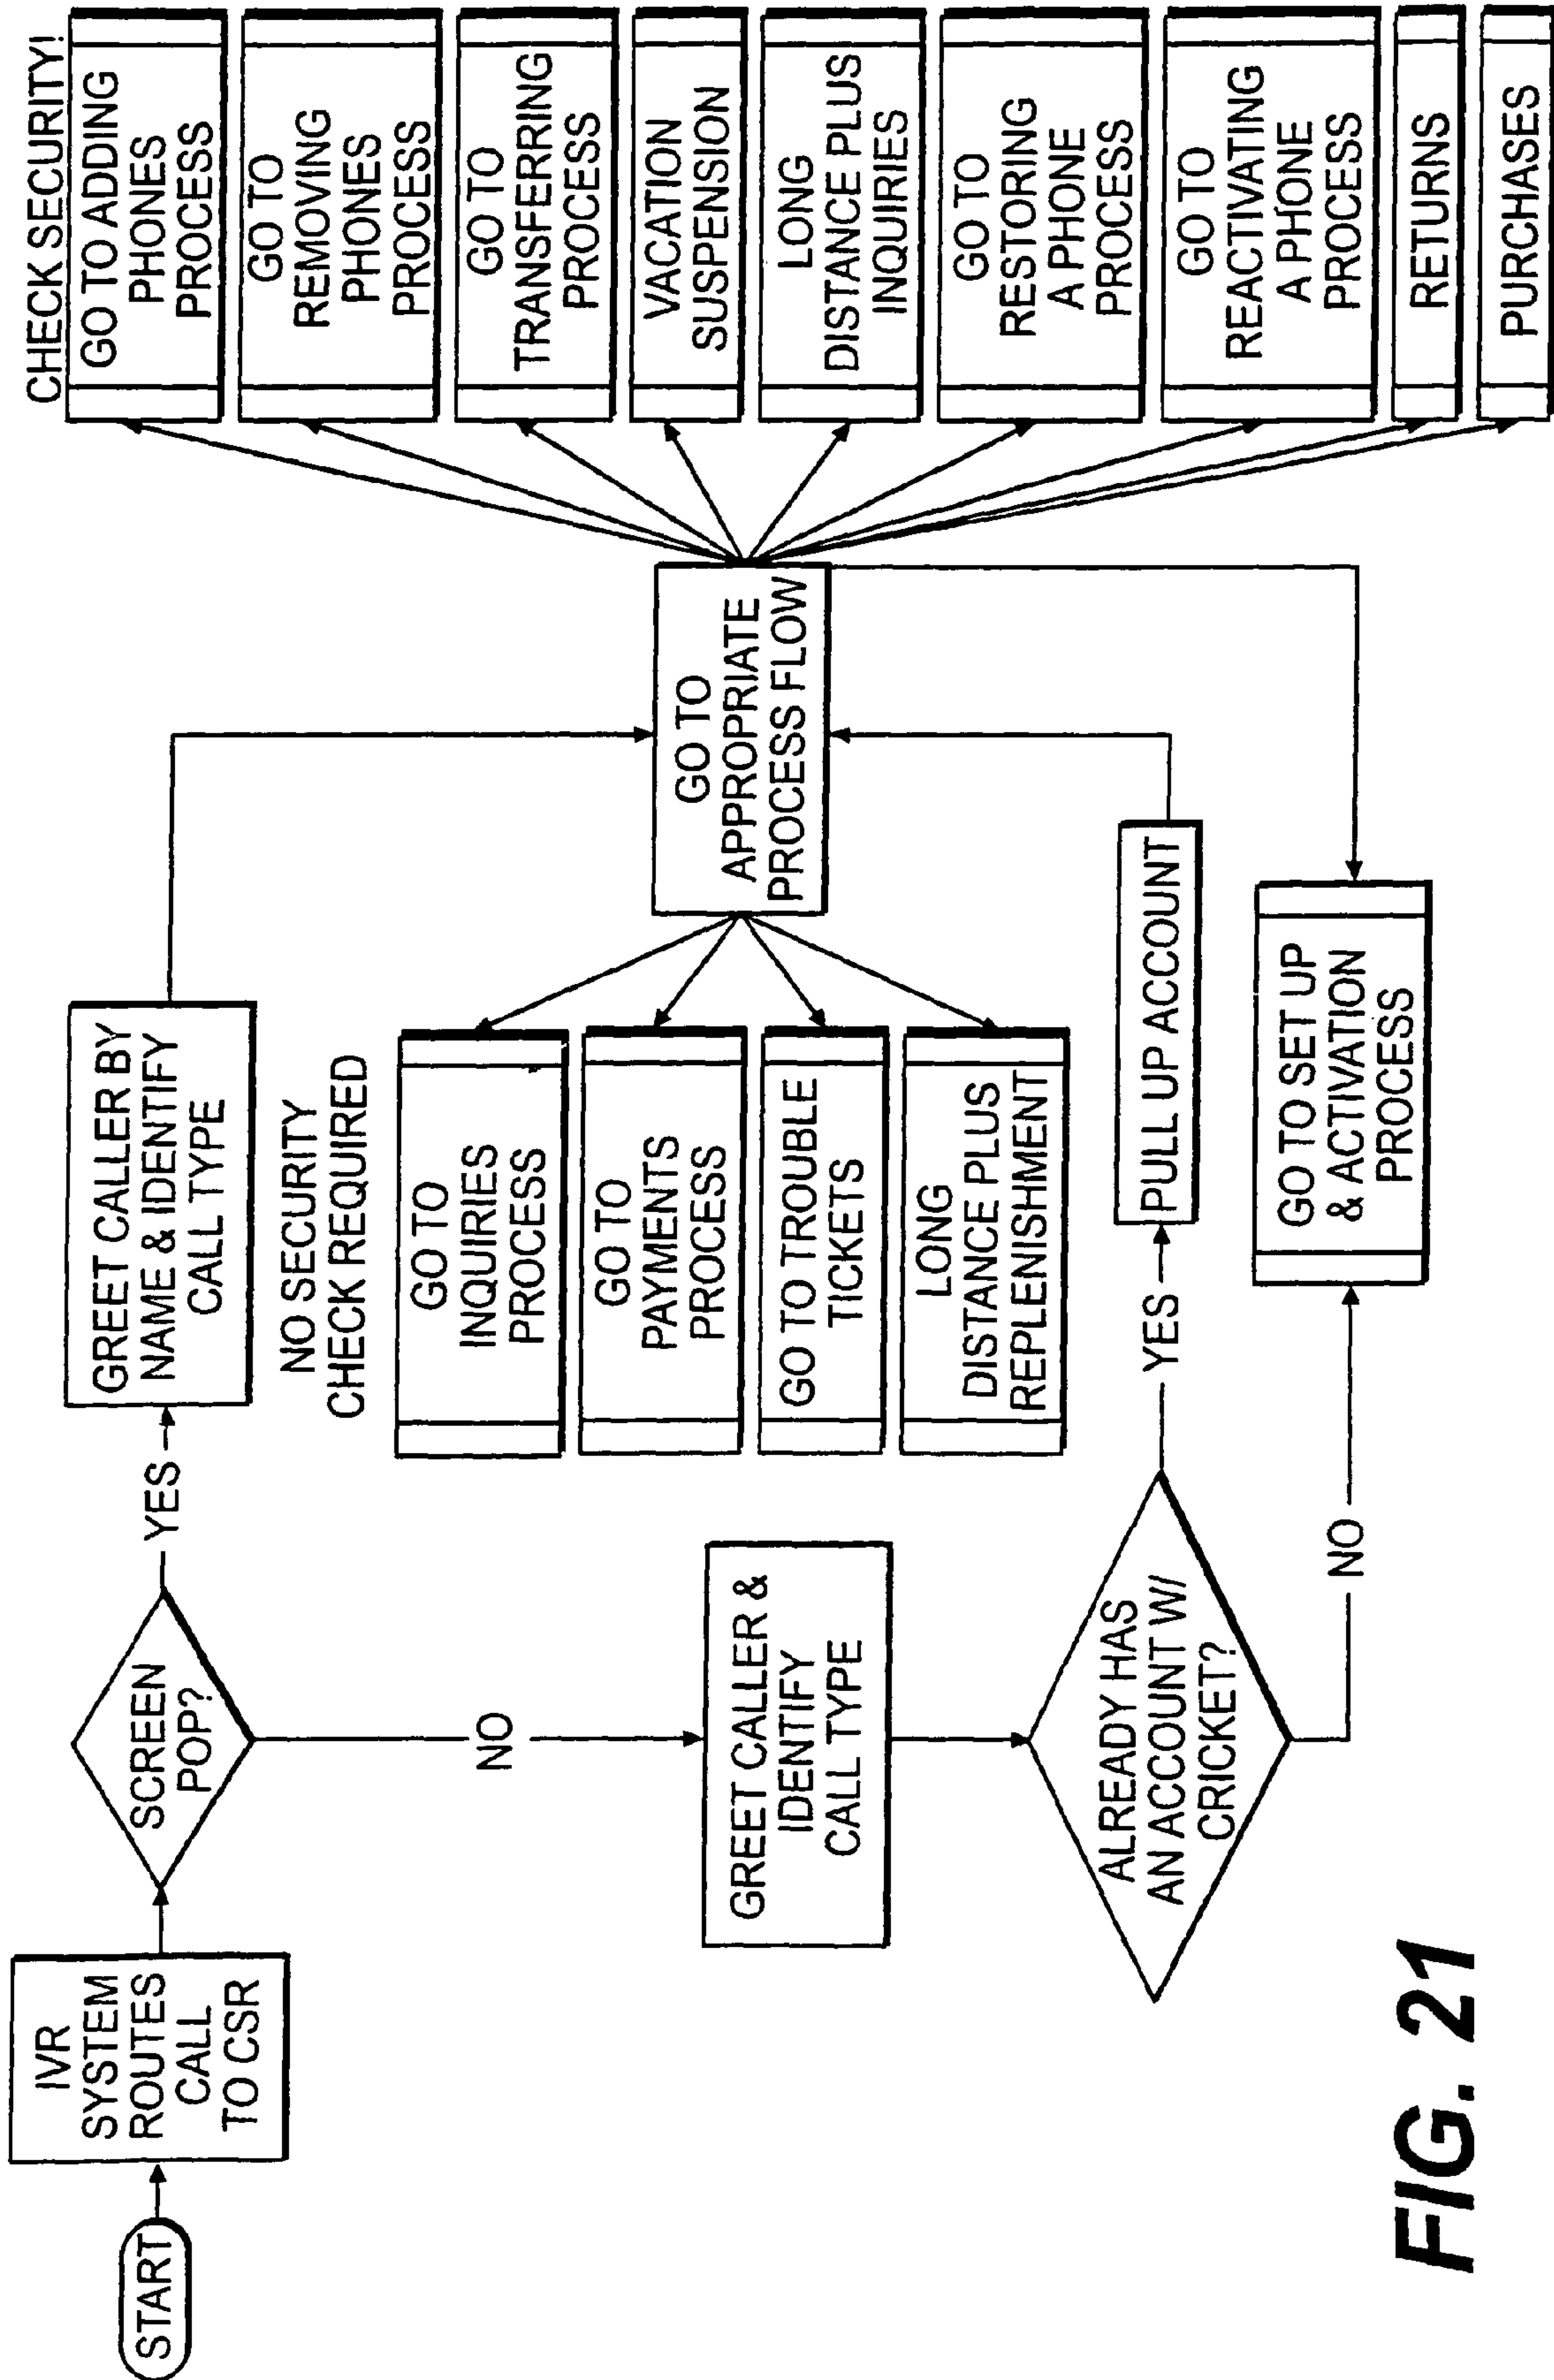 START
IVR
SYSTEM
ROUTES
CALL
TO CSR
SCREEN
POP?
YES
GREET CALLER BY
NAME & IDENTIFY
CALL TYPE
NO
GREET CALLER &
IDENTIFY
CALL TYPE
ALREADY HAS
AN ACCOUNT W/
CRICKET?
YES
PULL UP ACCOUNT
NO
GO TO SET UP
& ACTIVATION
PROCESS
GO TO
APPROPRIATE
PROCESS FLOW
NO SECURITY
CHECK REQUIRED
GO TO
INQUIRIES
PROCESS
GO TO
PAYMENTS
PROCESS
GO TO TROUBLE
TICKETS
LONG
DISTANCE PLUS
REPLENISHMENT
CHECK SECURITY!
GO TO ADDING
PHONES
PROCESS
GO TO
REMOVING
PHONES
PROCESS
GO TO
TRANSFERRING
PROCESS
VACATION
SUSPENSION
LONG
DISTANCE PLUS
INQUIRIES
GO TO
RESTORING
A PHONE
PROCESS
GO TO
REACTIVATING
A PHONE
PROCESS
RETURNS
PURCHASES
FIG. 21